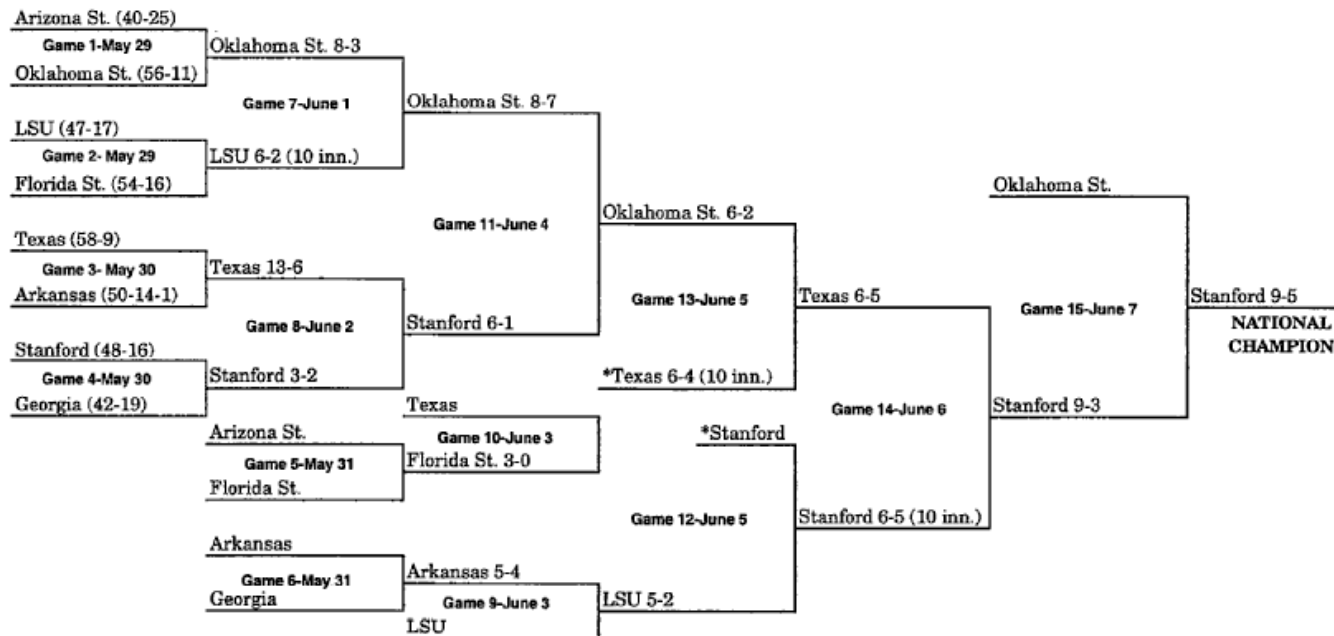 Arizona St. (40-25)
Game 1-May 29
Oklahoma St. 8-3
Oklahoma St. (56-11)
Game 7-June 1
Oklahoma St. 8-7
LSU (47-17)
Game 2- May 29
LSU 6-2 (10 inn.)
Florida St. (54-16)
Oklahoma St.
Game 11-June 4
Oklahoma St. 6-2
Texas (58-9)
Game 3- May 30
Texas 13-6
Arkansas (50-14-1)
Game 13-June 5
Texas 6-5
Game 15-June 7
Stanford 9-5
NATIONAL
CHAMPION
Game 8-June 2
Stanford 6-1
Stanford (48-16)
Game 4-May 30
Stanford 3-2
*Texas 6-4 (10 inn.)
Georgia (42-19)
Texas
Game 14-June 6
Stanford 9-3
Arizona St.
Game 10-June 3
*Stanford
Game 5-May 31
Florida St. 3-0
Florida St.
Game 12-June 5
Stanford 6-5 (10 inn.)
Arkansas
Game 6-May 31
Arkansas 5-4
Georgia
Game 9-June 3
LSU 5-2
LSU